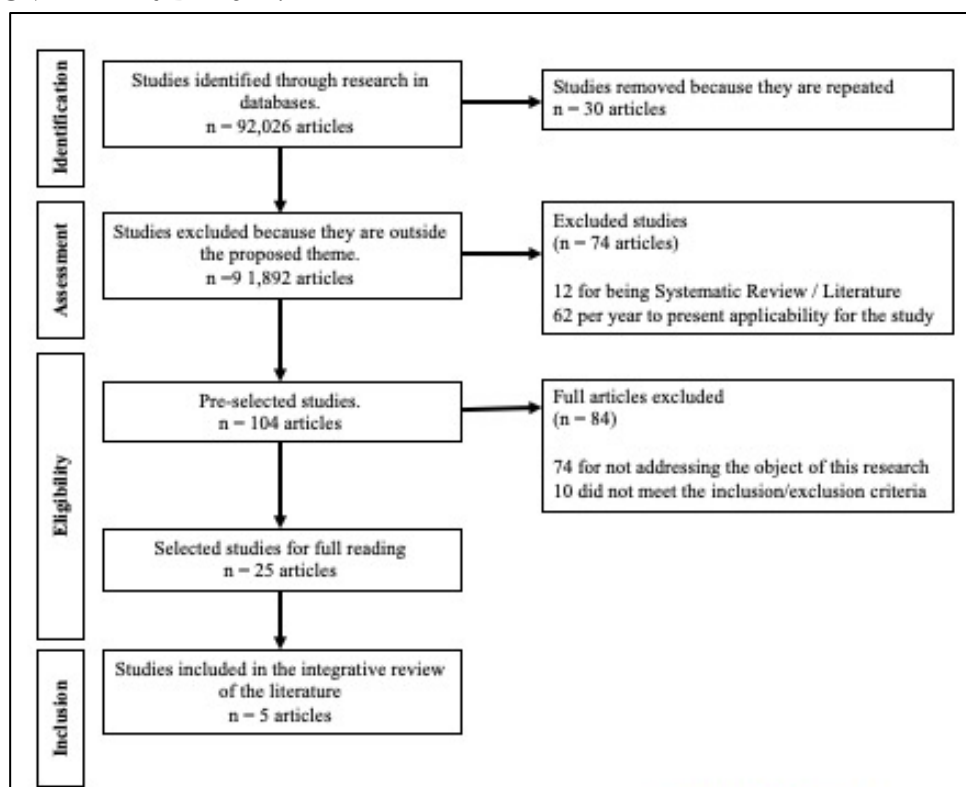 Identification
Studies identified through research in
databases.
n = 92,026 articles
Studies removed because they are repeated
n = 30 articles
Assessment
Studies excluded because they are outside
the proposed theme.
n =9 1,892 articles
Excluded studies
(n = 74 articles)
12 for being Systematic Review / Literature
62 per year to present applicability for the study
Eligibility
Pre-selected studies.
n = 104 articles
Full articles excluded
(n = 84)
74 for not addressing the object of this research
10 did not meet the inclusion/exclusion criteria
Selected studies for full reading
n = 25 articles
Inclusion
Studies included in the integrative review
of the literature
n = 5 articles